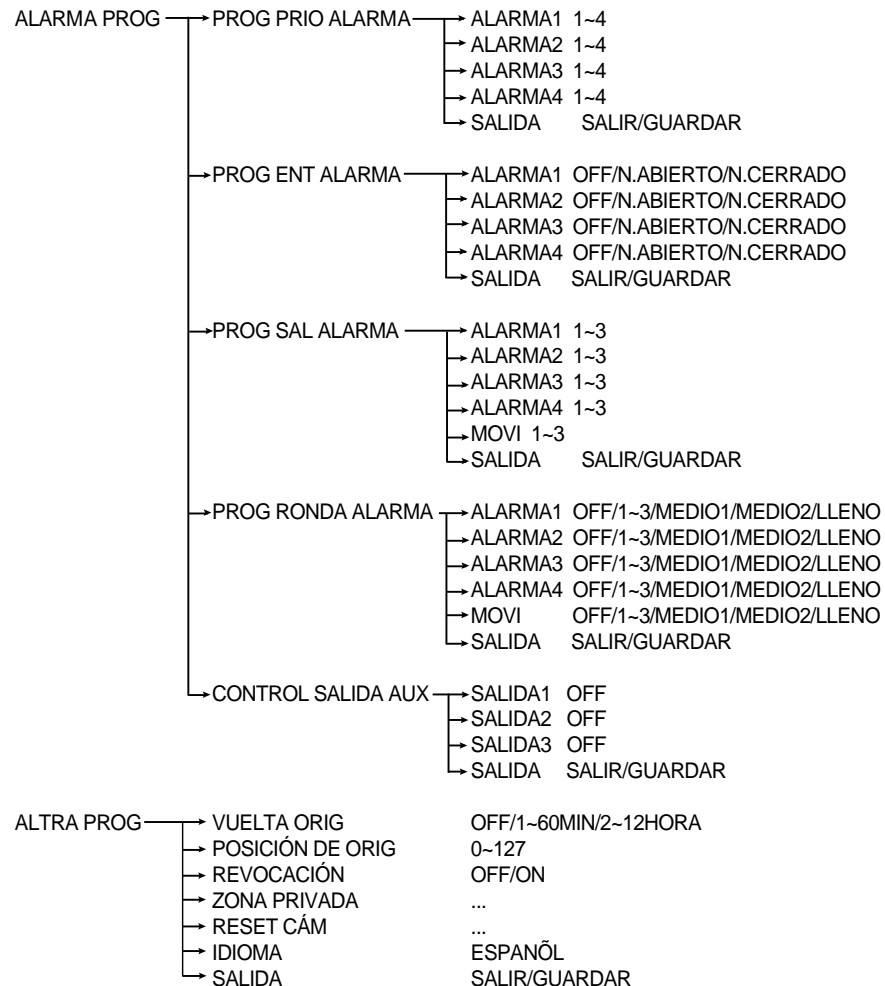 ALARMA PROG PROG PRIO ALARMA ALARMA1 1~4
ALARMA2 1~4
ALARMA3 1~4
ALARMA4 1~4
SALIDA SALIR/GUARDAR
PROG ENT ALARMA ALARMA1 OFF/N.ABIERTO/N.CERRADO
ALARMA2 OFF/N.ABIERTO/N.CERRADO
ALARMA3 OFF/N.ABIERTO/N.CERRADO
ALARMA4 OFF/N.ABIERTO/N.CERRADO
SALIDA SALIR/GUARDAR
PROG SAL ALARMA ALARMA1 1~3
ALARMA2 1~3
ALARMA3 1~3
ALARMA4 1~3
MOVI 1~3
SALIDA SALIR/GUARDAR
PROG RONDA ALARMA ALARMA1 OFF/1~3/MEDIO1/MEDIO2/LLENO
ALARMA2 OFF/1~3/MEDIO1/MEDIO2/LLENO
ALARMA3 OFF/1~3/MEDIO1/MEDIO2/LLENO
ALARMA4 OFF/1~3/MEDIO1/MEDIO2/LLENO
MOVI OFF/1~3/MEDIO1/MEDIO2/LLENO
SALIDA SALIR/GUARDAR
CONTROL SALIDA AUX SALIDA1 OFF
SALIDA2 OFF
SALIDA3 OFF
SALIDA SALIR/GUARDAR
ALTRA PROG VUELTA ORIG OFF/1~60MIN/2~12HORA
POSICIÓN DE ORIG 0~127
REVOCACIÓN OFF/ON
ZONA PRIVADA ...
RESET CÁM ...
IDIOMA ESPANÕL
SALIDA SALIR/GUARDAR